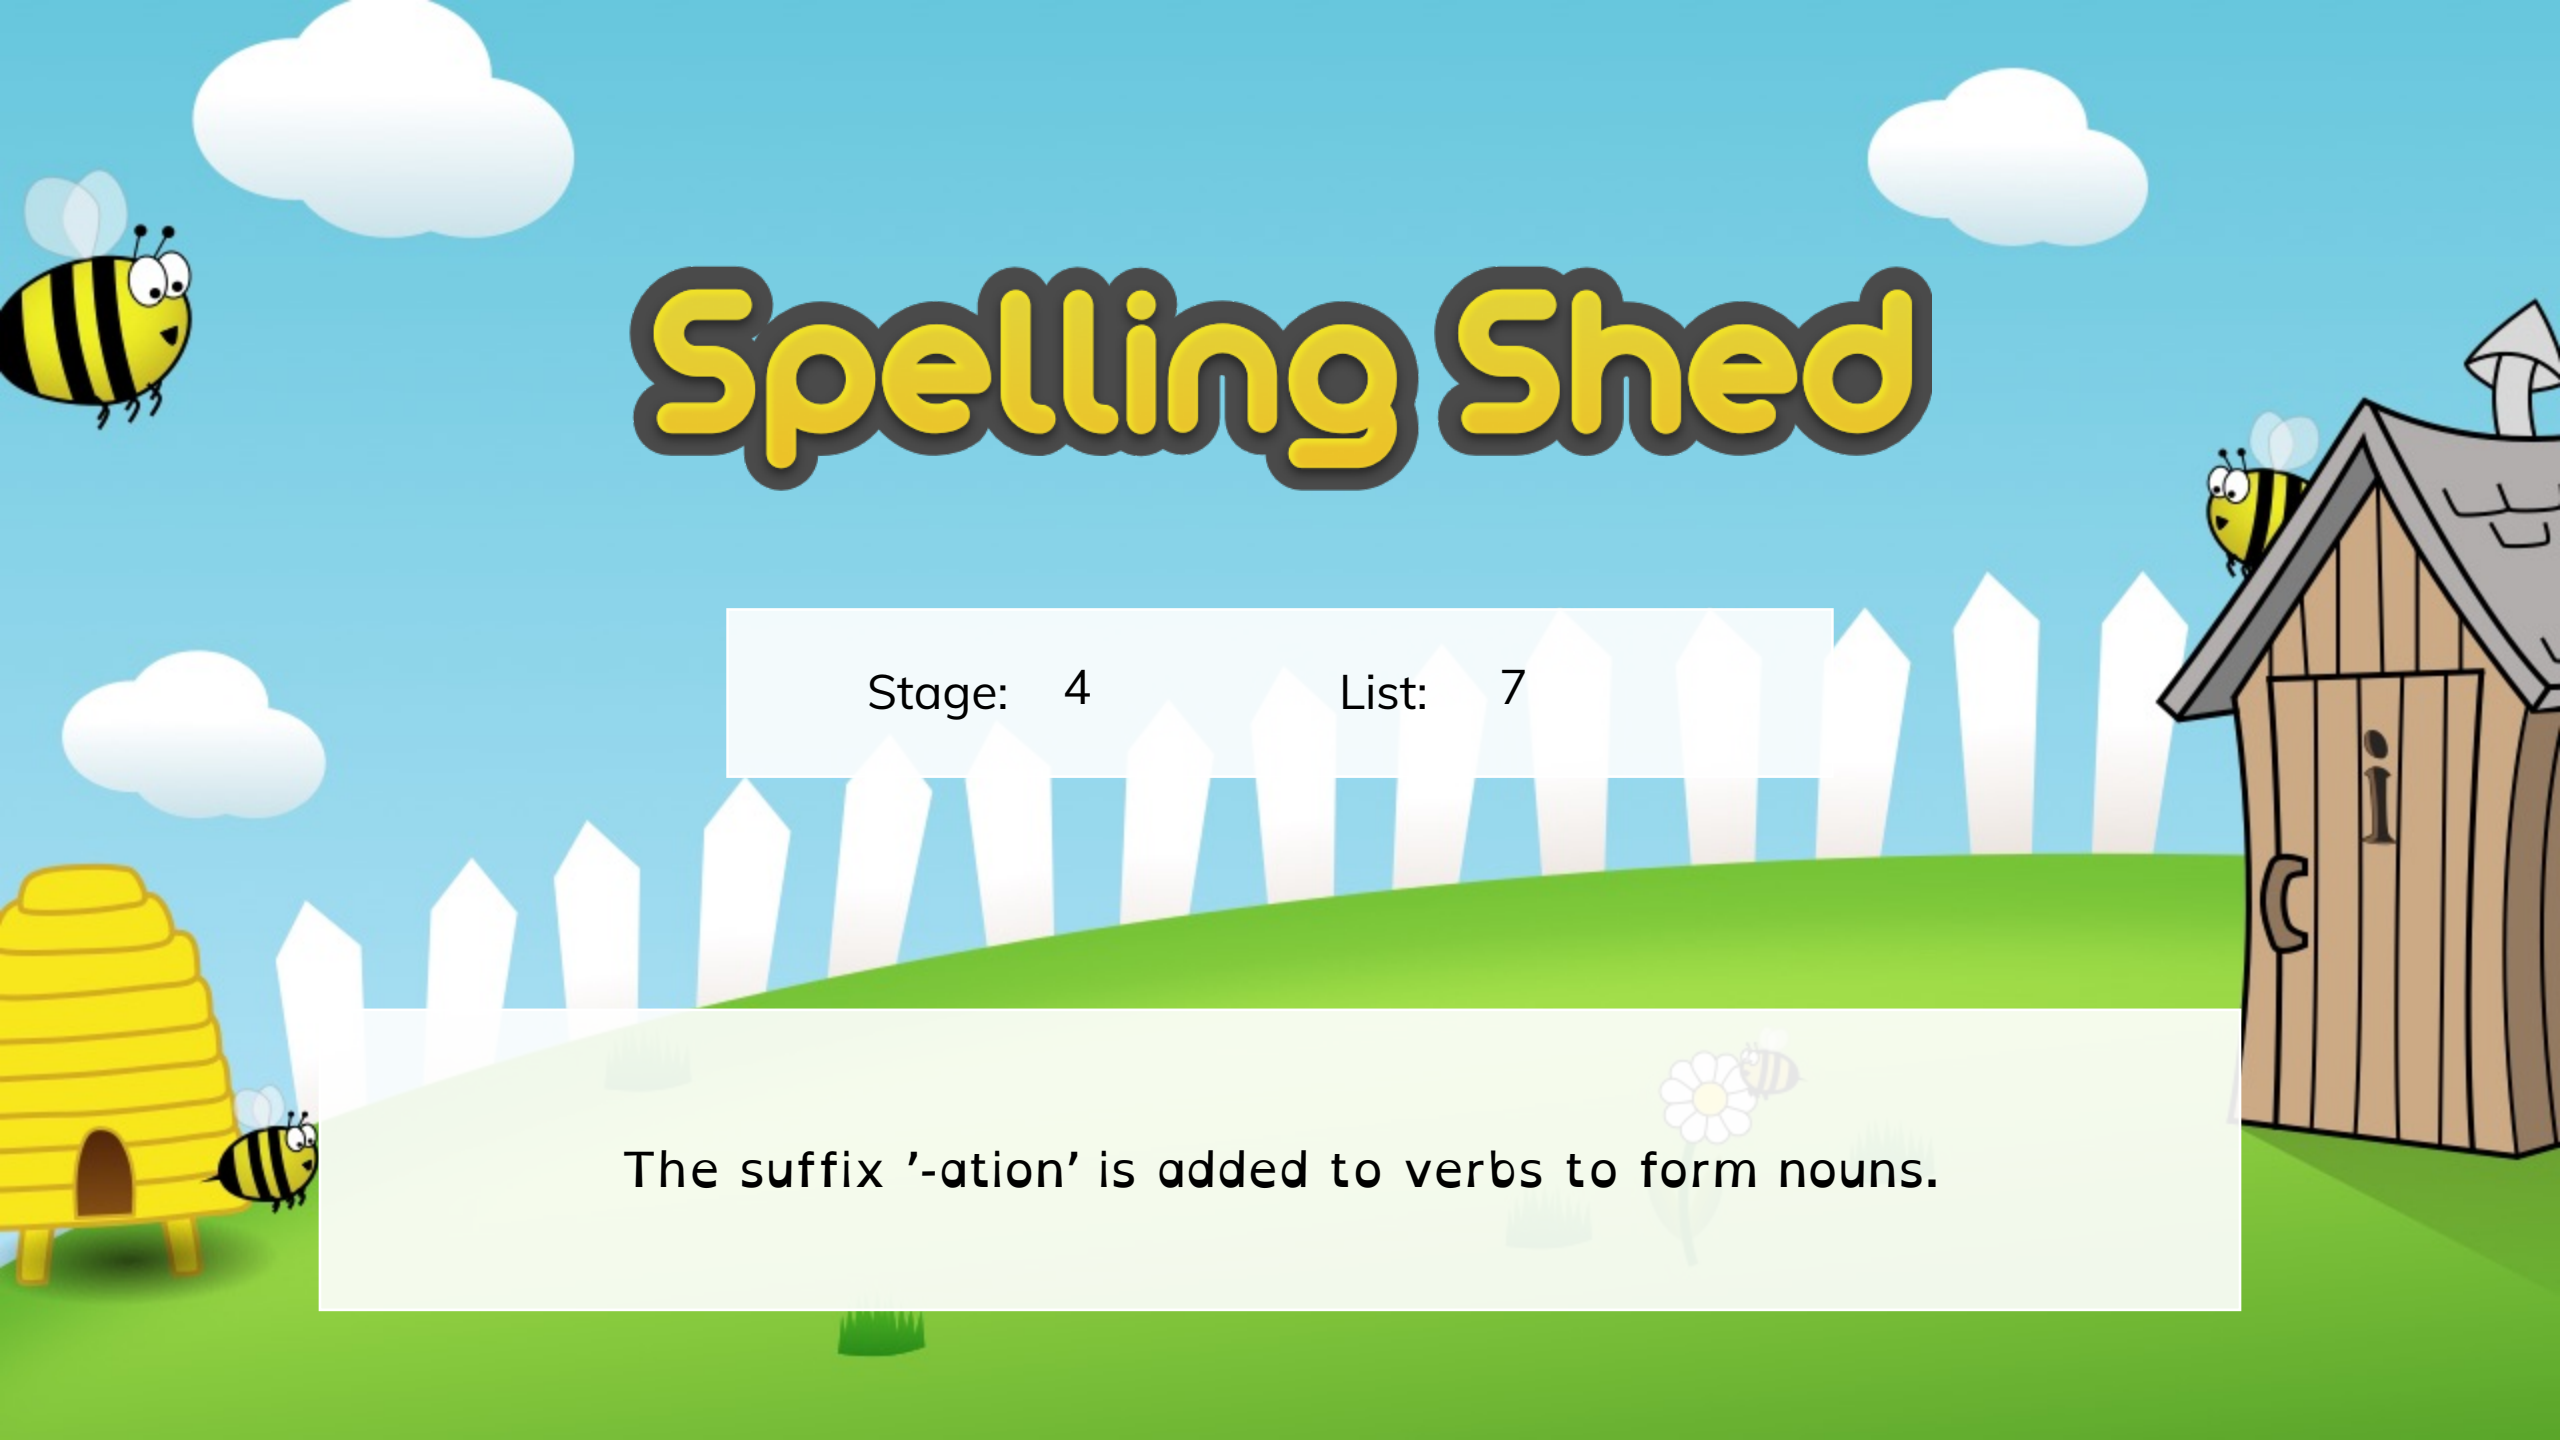 Spelling Shed
Stage: 4 List: 7
The suffix ’-ation’ is added to verbs to form nouns.